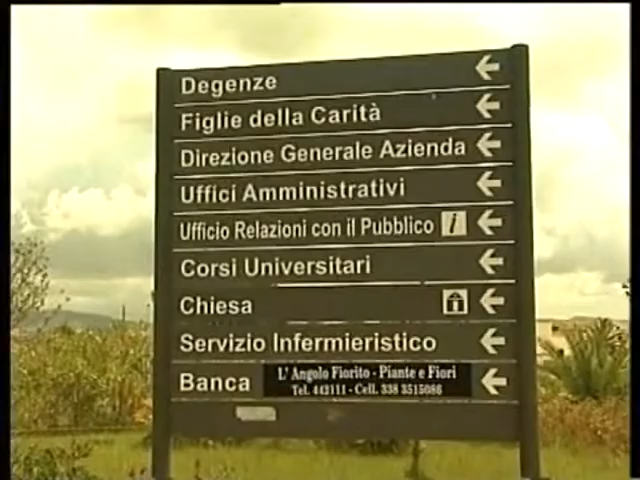 Degenze
Figlie della Carità
Direzione Generale Azienda
Uffici Amministrativi
Ufficio Relazioni con il Pubblico i
Corsi Universitari
Chiesa
Servizio Infermieristico
Banca
L'Angolo Fiorito - Piante e Fiori
Tel. 442111 - Cell. 338 3515086